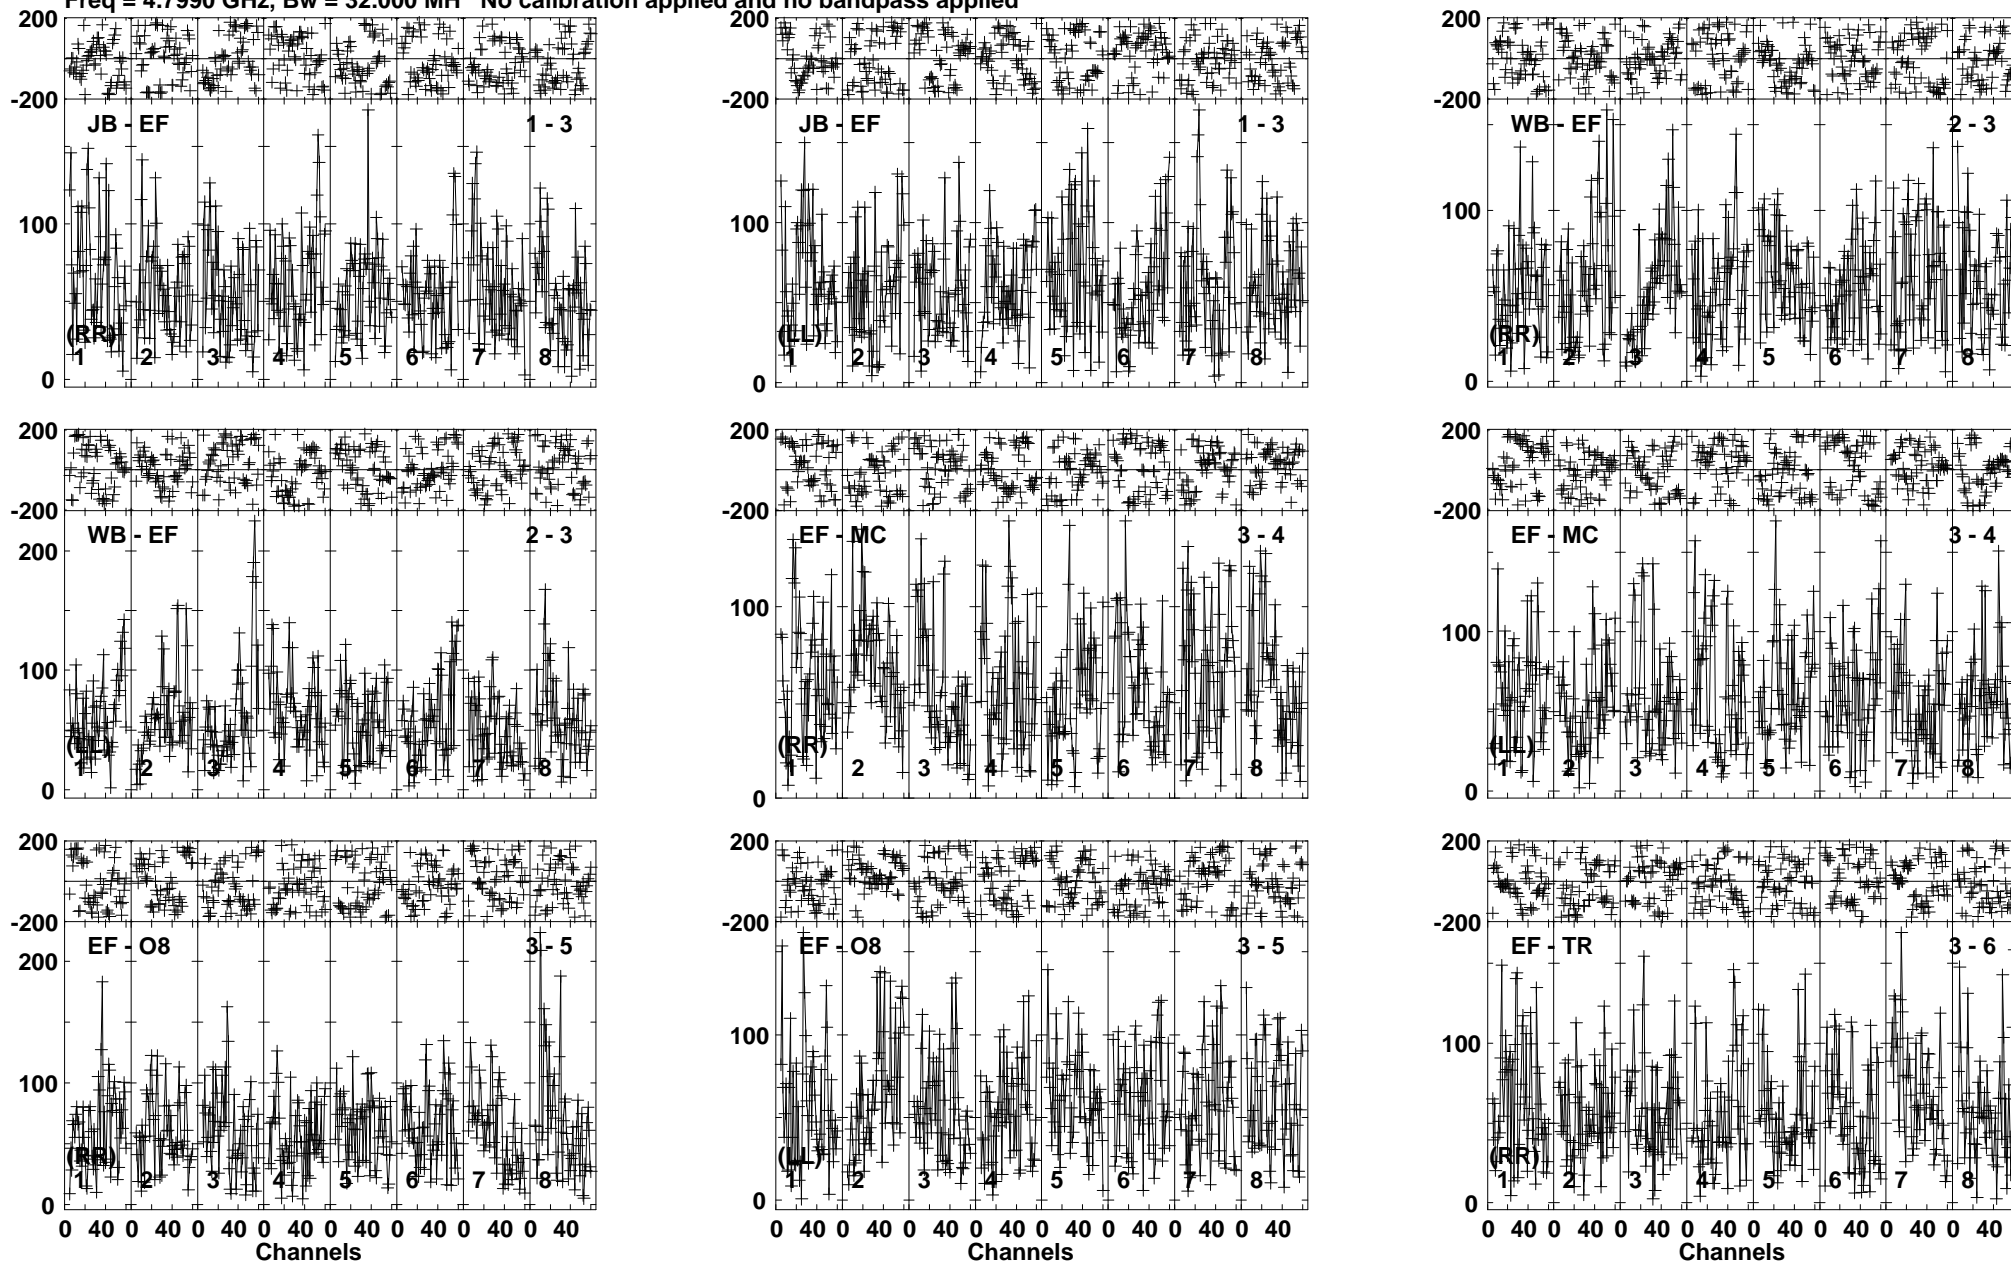 Freq = 4.7990 GHz, Bw = 32.000 MH No calibration applied and no bandpass applied
200 200 200
-200 -200 -200
JB - EF 1 - 3 JB - EF 1 - 3 WB - EF 2 - 3
100 100 100
(RR) (LL) (RR)
1 2 3 4 5 6 7 8 1 2 3 4 5 6 7 8 1 2 3 4 5 6 7 8
0 0 0
200 200 200
-200 -200 -200
WB - EF 2 - 3 EF - MC 3 - 4 EF - MC 3 - 4
200
100 100 100
(LL) (RR) (LL)
1 2 3 4 5 6 7 8 1 2 3 4 5 6 7 8 1 2 3 4 5 6 7 8
0 0 0
200 200 200
-200 -200 -200
EF - O8 3 - 5 EF - O8 3 - 5 EF - TR 3 - 6
200
100 100 100
(RR) (LL) (RR)
1 2 3 4 5 6 7 8 1 2 3 4 5 6 7 8 1 2 3 4 5 6 7 8
0 0 0
0 40 0 40 0 40 0 40 0 40 0 40 0 40 0 40 0 40 0 40 0 40 0 40 0 40 0 40 0 40 0 40 0 40 0 40 0 40 0 40 0 40 0 40 0 40 0 40
Channels Channels Channels